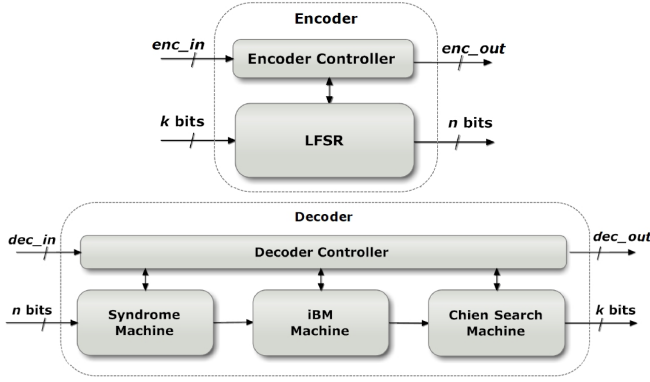 Encoder
enc_in
enc_out
Encoder Controller
k bits
n bits
LFSR
Decoder
dec_in
dec_out
Decoder Controller
n bits
Syndrome
Machine
iBM
Machine
Chien Search
Machine
k bits